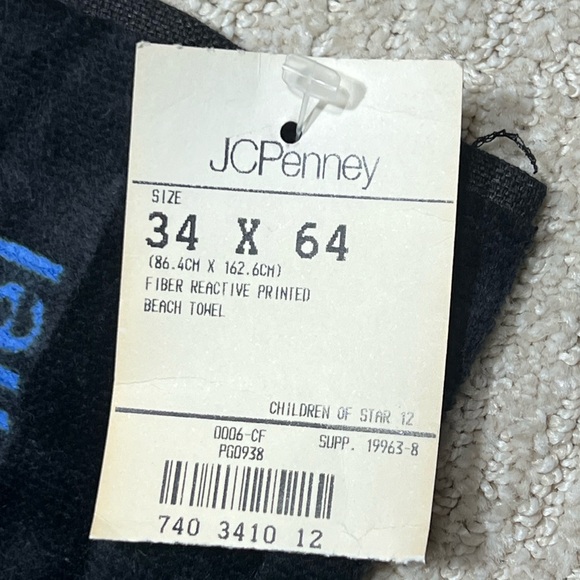 JCPenney
SIZE
34 X 64
(86.4CM X 162.6CM)
FIBER REACTIVE PRINTED
BEACH TOWEL
CHILDREN OF STAR 12
0006-CF SUPP. 19963-8
PG0938
740 3410 12